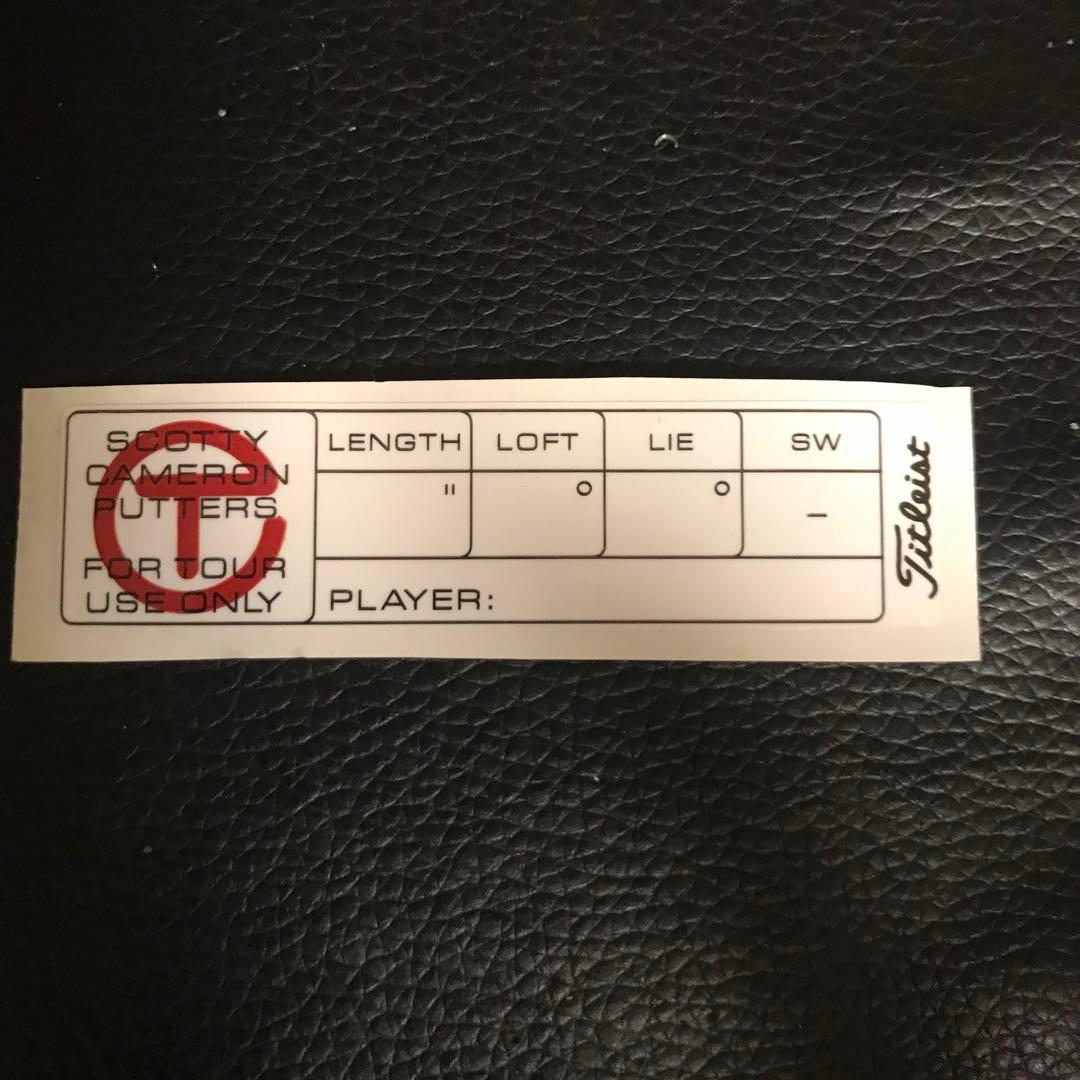 SCOTTY
CAMERON
PUTTERS
FOR TOUR
USE ONLY
LENGTH LOFT LIE SW
" ° ° –
PLAYER:
Titleist